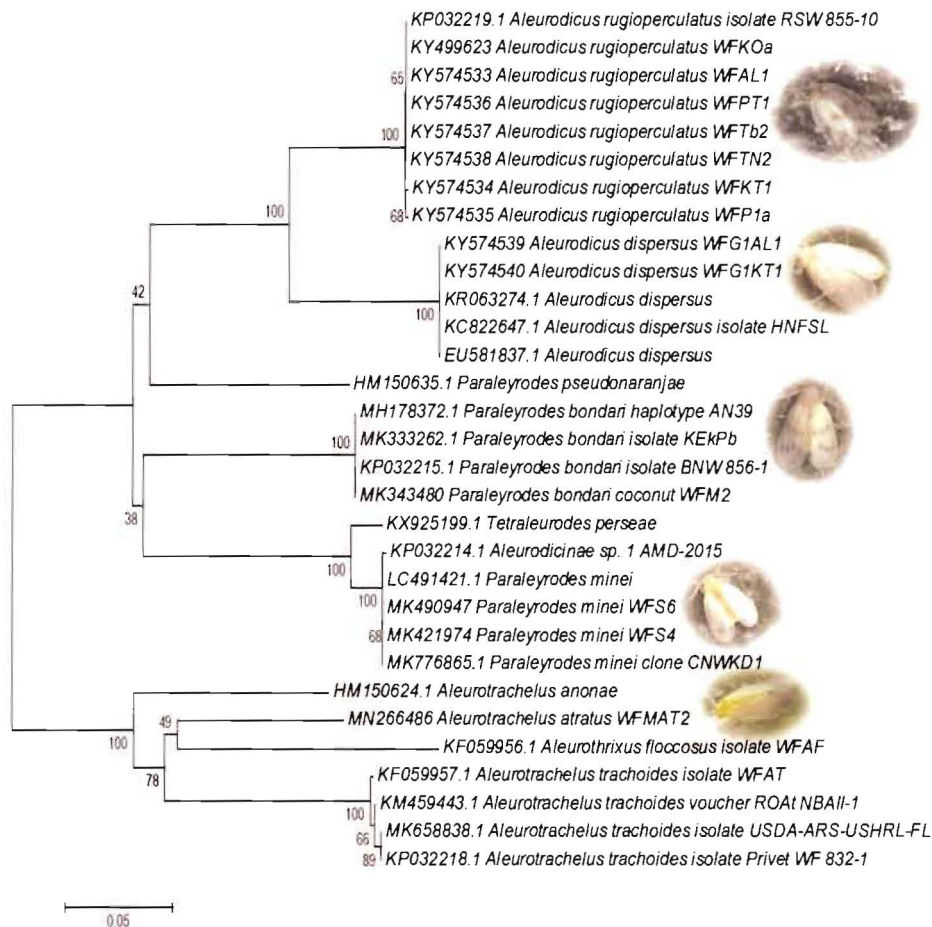 KP032219.1 Aleurodicus rugioperculatus isolate RSW 855-10
KY499623 Aleurodicus rugioperculatus WFKOa
65
KY574533 Aleurodicus rugioperculatus WFAL1
KY574536 Aleurodicus rugioperculatus WFPT1
100
KY574537 Aleurodicus rugioperculatus WFTb2
KY574538 Aleurodicus rugioperculatus WFTN2
KY574534 Aleurodicus rugioperculatus WFKT1
100
68
KY574535 Aleurodicus rugioperculatus WFP1a
KY574539 Aleurodicus dispersus WFG1AL1
KY574540 Aleurodicus dispersus WFG1KT1
42
KR063274.1 Aleurodicus dispersus
100
KC822647.1 Aleurodicus dispersus isolate HNFSL
EU581837.1 Aleurodicus dispersus
HM150635.1 Paraleyrodes pseudonaranjae
MH178372.1 Paraleyrodes bondari haplotype AN39
100
MK333262.1 Paraleyrodes bondari isolate KEkPb
KP032215.1 Paraleyrodes bondari isolate BNW 856-1
MK343480 Paraleyrodes bondari coconut WFM2
38
KX925199.1 Tetraleurodes perseae
KP032214.1 Aleurodicinae sp. 1 AMD-2015
100
LC491421.1 Paraleyrodes minei
100
MK490947 Paraleyrodes minei WFS6
68
MK421974 Paraleyrodes minei WFS4
MK776865.1 Paraleyrodes minei clone CNWKD1
HM150624.1 Aleurotrachelus anonae
49
MN266486 Aleurotrachelus atratus WFMAT2
100
KF059956.1 Aleurothrixus floccosus isolate WFAF
78
KF059957.1 Aleurotrachelus trachoides isolate WFAT
100
KM459443.1 Aleurotrachelus trachoides voucher ROAt NBAII-1
66
MK658838.1 Aleurotrachelus trachoides isolate USDA-ARS-USHRL-FL
89
KP032218.1 Aleurotrachelus trachoides isolate Privet WF 832-1
0.05